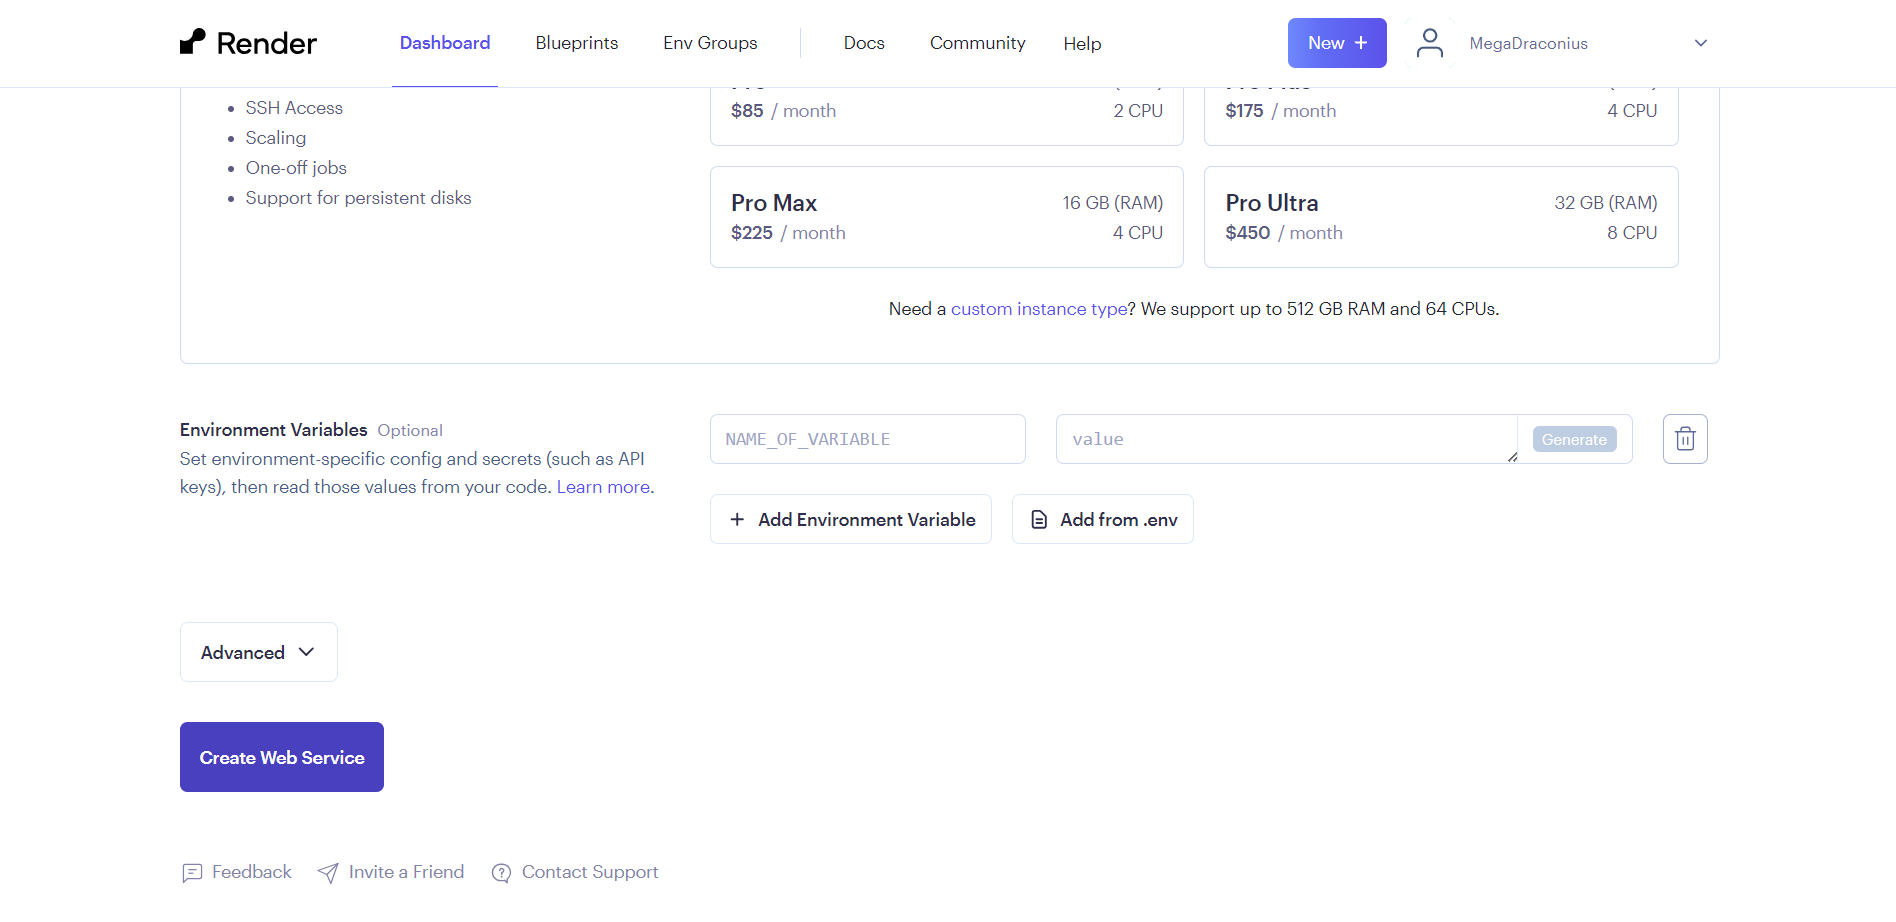 Render Dashboard Blueprints Env Groups Docs Community Help New + MegaDraconius
SSH Access
Scaling
One-off jobs
Support for persistent disks
$85 / month 2 CPU
$175 / month 4 CPU
Pro Max 16 GB (RAM)
$225 / month 4 CPU
Pro Ultra 32 GB (RAM)
$450 / month 8 CPU
Need a custom instance type? We support up to 512 GB RAM and 64 CPUs.
Environment Variables Optional
Set environment-specific config and secrets (such as API
keys), then read those values from your code. Learn more.
NAME_OF_VARIABLE value Generate
+ Add Environment Variable Add from .env
Advanced
Create Web Service
Feedback Invite a Friend Contact Support